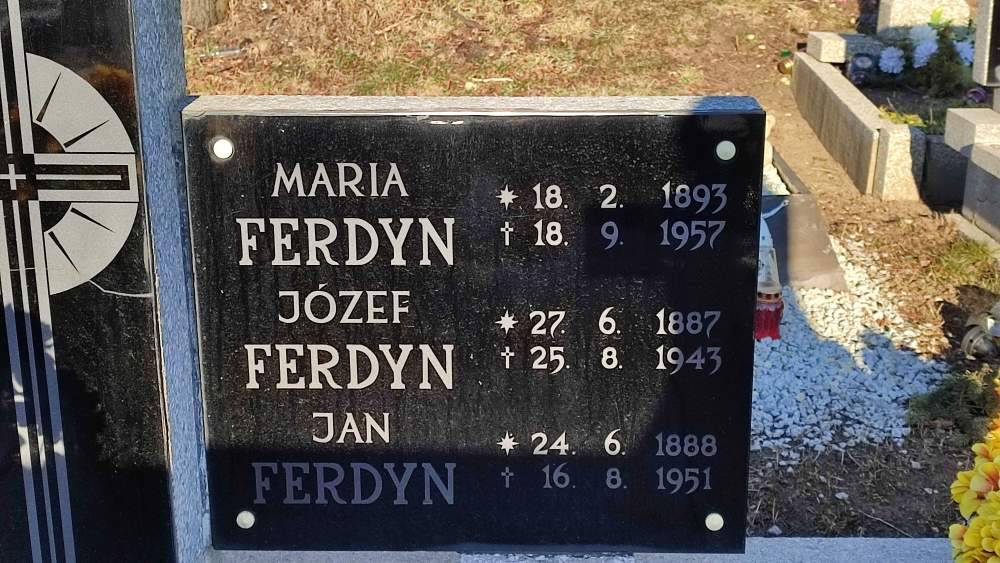 MARIA
FERDYN
* 18. 2. 1893
† 18. 9. 1957
JÓZEF
FERDYN
* 27. 6. 1887
† 25. 8. 1943
JAN
FERDYN
* 24. 6. 1888
† 16. 8. 1951